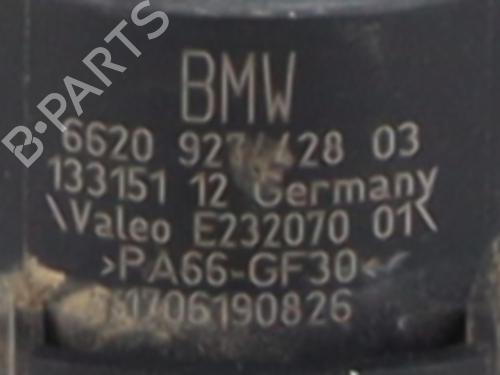 B-PARTS
BMW
6620 9274428 03
133151 12 Germany
\Valeo E232070 01\
>PA66-GF30<
1706190826